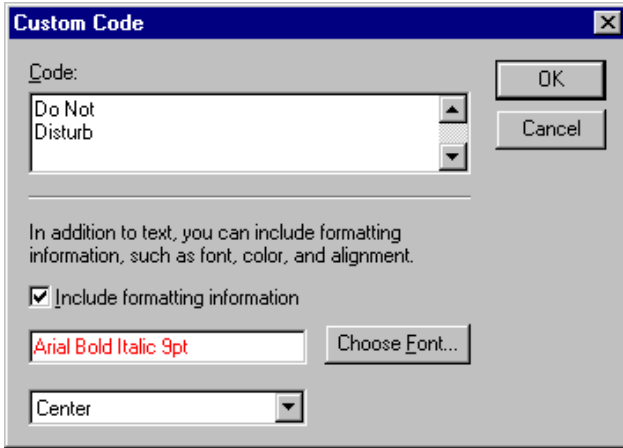 Custom Code
Code:
Do Not
Disturb
OK
Cancel
In addition to text, you can include formatting
information, such as font, color, and alignment.
Include formatting information
Arial Bold Italic 9pt
Choose Font...
Center